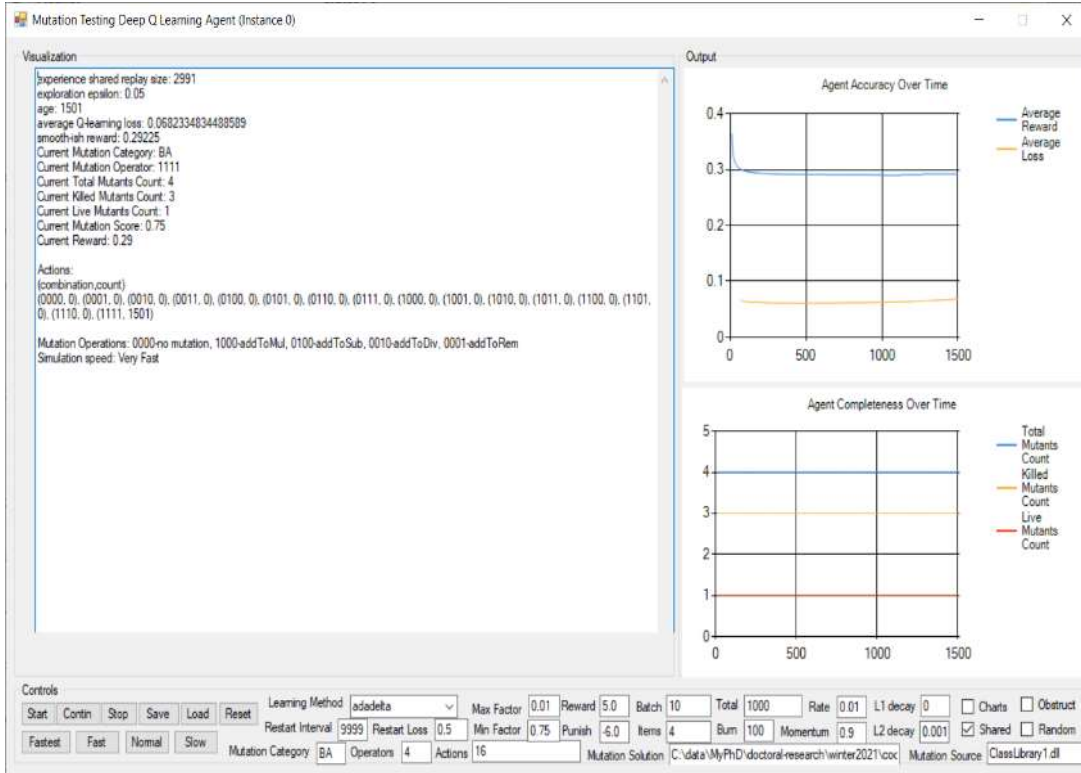 Mutation Testing Deep Q Learning Agent (Instance 0)
Visualization
experience shared replay size: 2991
exploration epsilon: 0.05
age: 1501
average Q-learning loss: 0.0682334834488589
smooth-ish reward: 0.29225
Current Mutation Category: BA
Current Mutation Operator: 1111
Current Total Mutants Count: 4
Current Killed Mutants Count: 3
Current Live Mutants Count: 1
Current Mutation Score: 0.75
Current Reward: 0.29
Actions:
(combination,count)
(0000, 0), (0001, 0), (0010, 0), (0011, 0), (0100, 0), (0101, 0), (0110, 0), (0111, 0), (1000, 0), (1001, 0), (1010, 0), (1011, 0), (1100, 0), (1101,
0), (1110, 0), (1111, 1501)
Mutation Operations: 0000-no mutation, 1000-addToMul, 0100-addToSub, 0010-addToDiv, 0001-addToRem
Simulation speed: Very Fast
Output
Agent Accuracy Over Time
0.4
0.3
0.2
0.1
0
0 500 1000 1500
Average
Reward
Average
Loss
Agent Completeness Over Time
5
4
3
2
1
0
0 500 1000 1500
Total
Mutants
Count
Killed
Mutants
Count
Live
Mutants
Count
Controls
Start Contin Stop Save Load Reset Learning Method adadelta Max Factor 0.01 Reward 5.0 Batch 10 Total 1000 Rate 0.01 L1 decay 0 Charts Obstruct
Restart Interval 9999 Restart Loss 0.5 Min Factor 0.75 Punish -6.0 Items 4 Burn 100 Momentum 0.9 L2 decay 0.001 Shared Random
Fastest Fast Normal Slow Mutation Category BA Operators 4 Actions 16 Mutation Solution C:\data\MyPhD\doctoral-research\winter2021\coc Mutation Source ClassLibrary1.dll